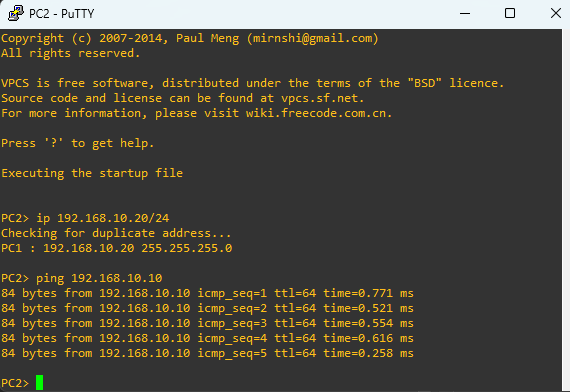 PC2 - PuTTY
Copyright (c) 2007-2014, Paul Meng (mirnshi@gmail.com)
All rights reserved.
VPCS is free software, distributed under the terms of the "BSD" licence.
Source code and license can be found at vpcs.sf.net.
For more information, please visit wiki.freecode.com.cn.
Press '?' to get help.
Executing the startup file
PC2> ip 192.168.10.20/24
Checking for duplicate address...
PC1 : 192.168.10.20 255.255.255.0
PC2> ping 192.168.10.10
84 bytes from 192.168.10.10 icmp_seq=1 ttl=64 time=0.771 ms
84 bytes from 192.168.10.10 icmp_seq=2 ttl=64 time=0.521 ms
84 bytes from 192.168.10.10 icmp_seq=3 ttl=64 time=0.554 ms
84 bytes from 192.168.10.10 icmp_seq=4 ttl=64 time=0.616 ms
84 bytes from 192.168.10.10 icmp_seq=5 ttl=64 time=0.258 ms
PC2>